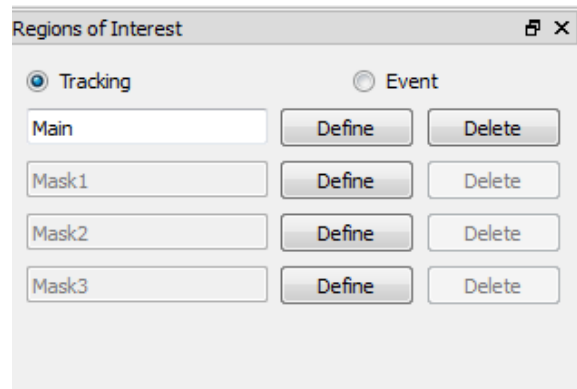 Regions of Interest
Tracking Event
Main Define Delete
Mask1 Define Delete
Mask2 Define Delete
Mask3 Define Delete